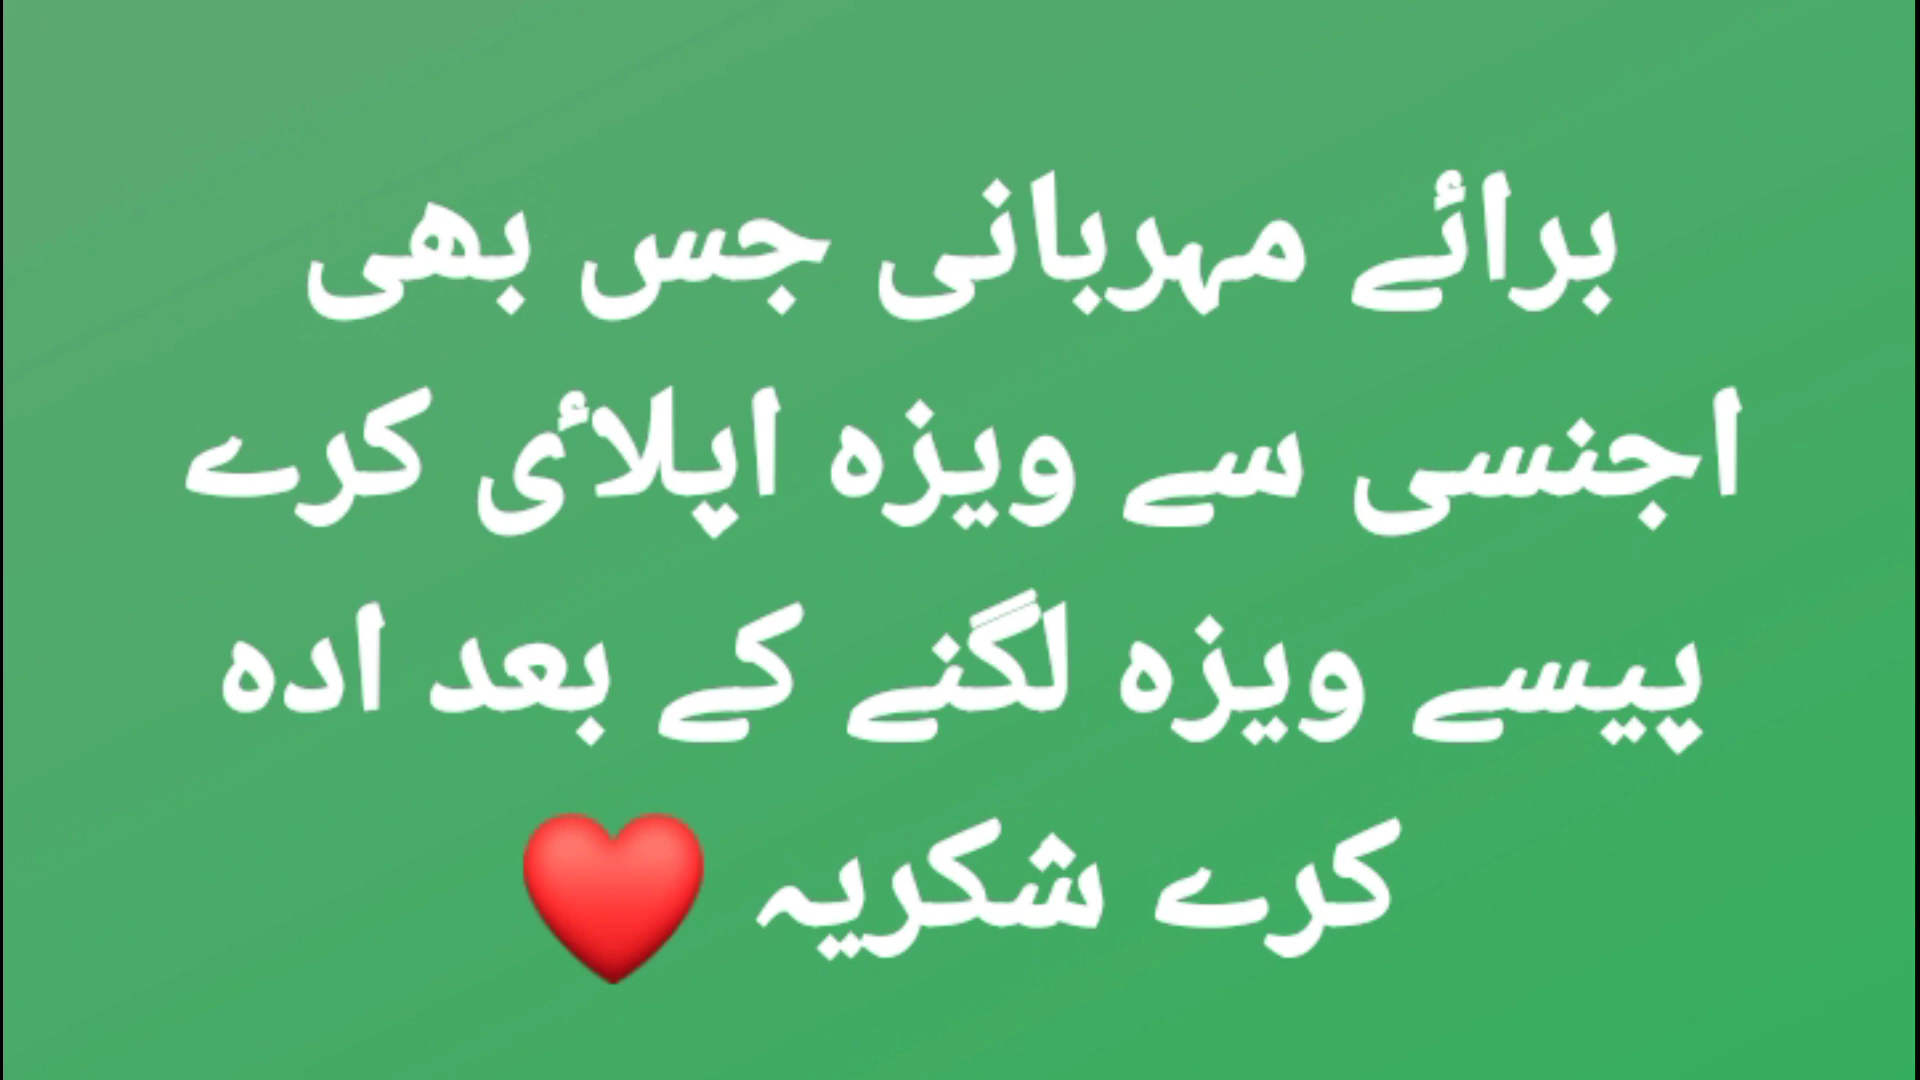 برائے مہربانی جس بھی
اجنسی سے ویزہ اپلائی کرے
پیسے ویزہ لگنے کے بعد ادہ
کرے شکریہ ❤️